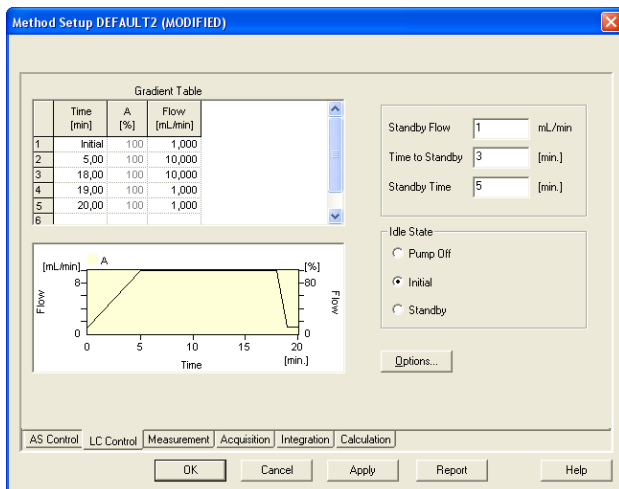 Method Setup DEFAULT2 (MODIFIED)
Gradient Table
Time [min] A [%] Flow [mL/min]
1 Initial 100 1,000
2 5,00 100 10,000
3 18,00 100 10,000
4 19,00 100 1,000
5 20,00 100 1,000
6
Standby Flow 1 mL/min
Time to Standby 3 [min.]
Standby Time 5 [min.]
Idle State
Pump Off
Initial
Standby
Options...
[mL/min] A [%]
8 80
Flow Flow
0 0
0 5 10 15 20
Time [min.]
AS Control LC Control Measurement Acquisition Integration Calculation
OK Cancel Apply Report Help